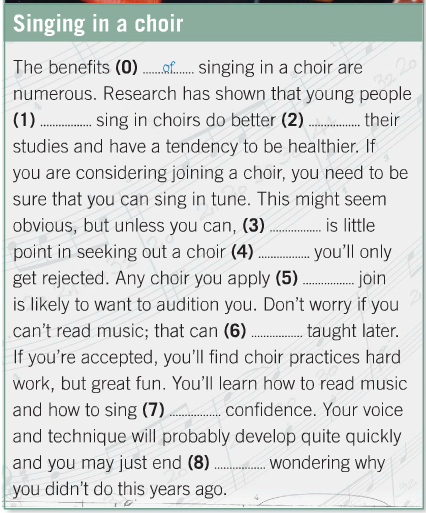 Singing in a choir
The benefits (0) ......of...... singing in a choir are
numerous. Research has shown that young people
(1) ................ sing in choirs do better (2) ................ their
studies and have a tendency to be healthier. If
you are considering joining a choir, you need to be
sure that you can sing in tune. This might seem
obvious, but unless you can, (3) ................ is little
point in seeking out a choir (4) ................ you'll only
get rejected. Any choir you apply (5) ................ join
is likely to want to audition you. Don't worry if you
can't read music; that can (6) ................ taught later.
If you're accepted, you'll find choir practices hard
work, but great fun. You'll learn how to read music
and how to sing (7) ................ confidence. Your voice
and technique will probably develop quite quickly
and you may just end (8) ................ wondering why
you didn't do this years ago.